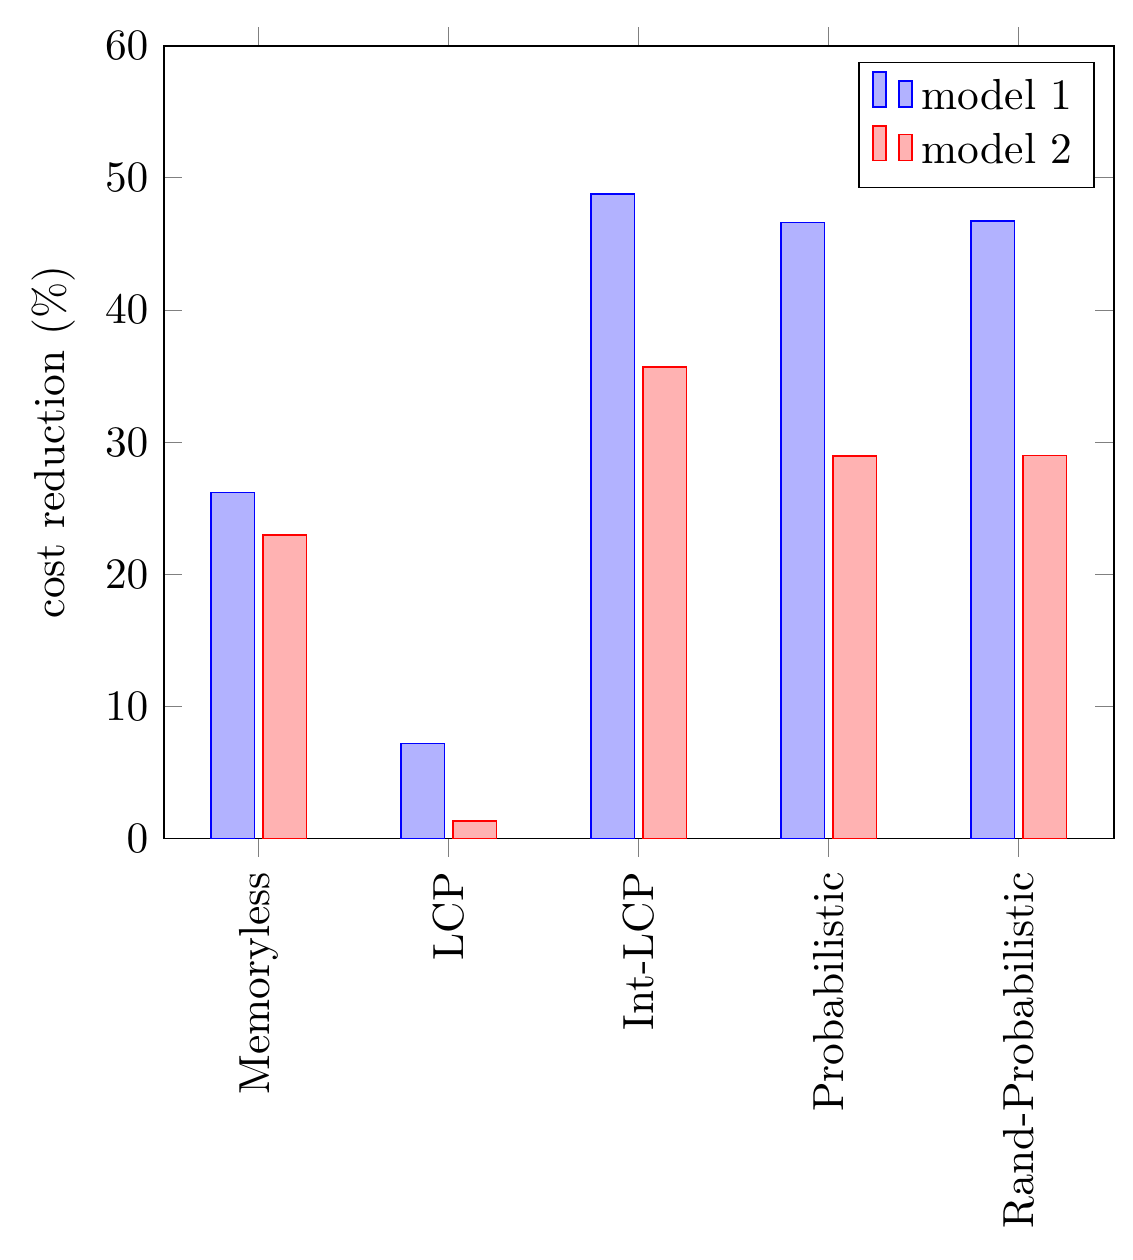 60
50
40
30
20
10
0
cost reduction (%)
model 1
model 2
Memoryless
LCP
Int-LCP
Probabilistic
Rand-Probabilistic